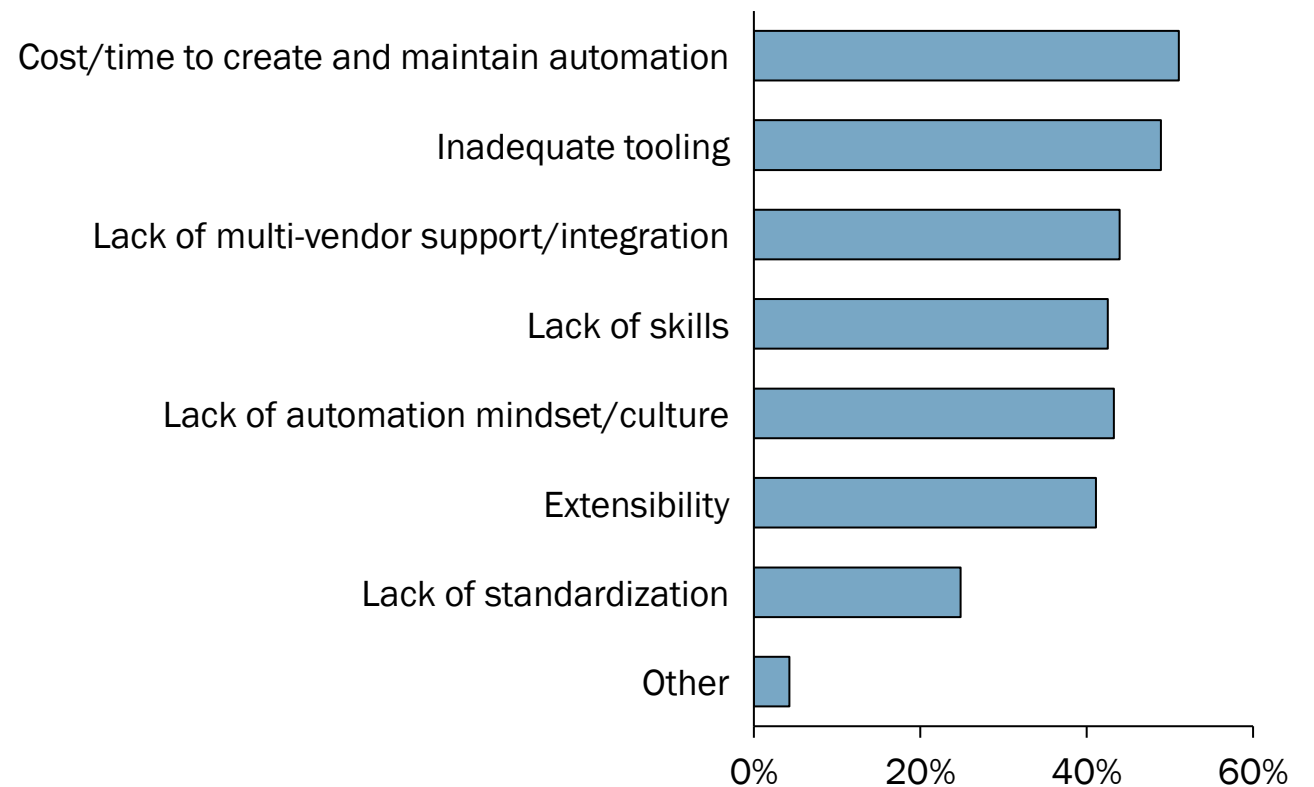 Cost/time to create and maintain automation
Inadequate tooling
Lack of multi-vendor support/integration
Lack of skills
Lack of automation mindset/culture
Extensibility
Lack of standardization
Other
0% 20% 40% 60%